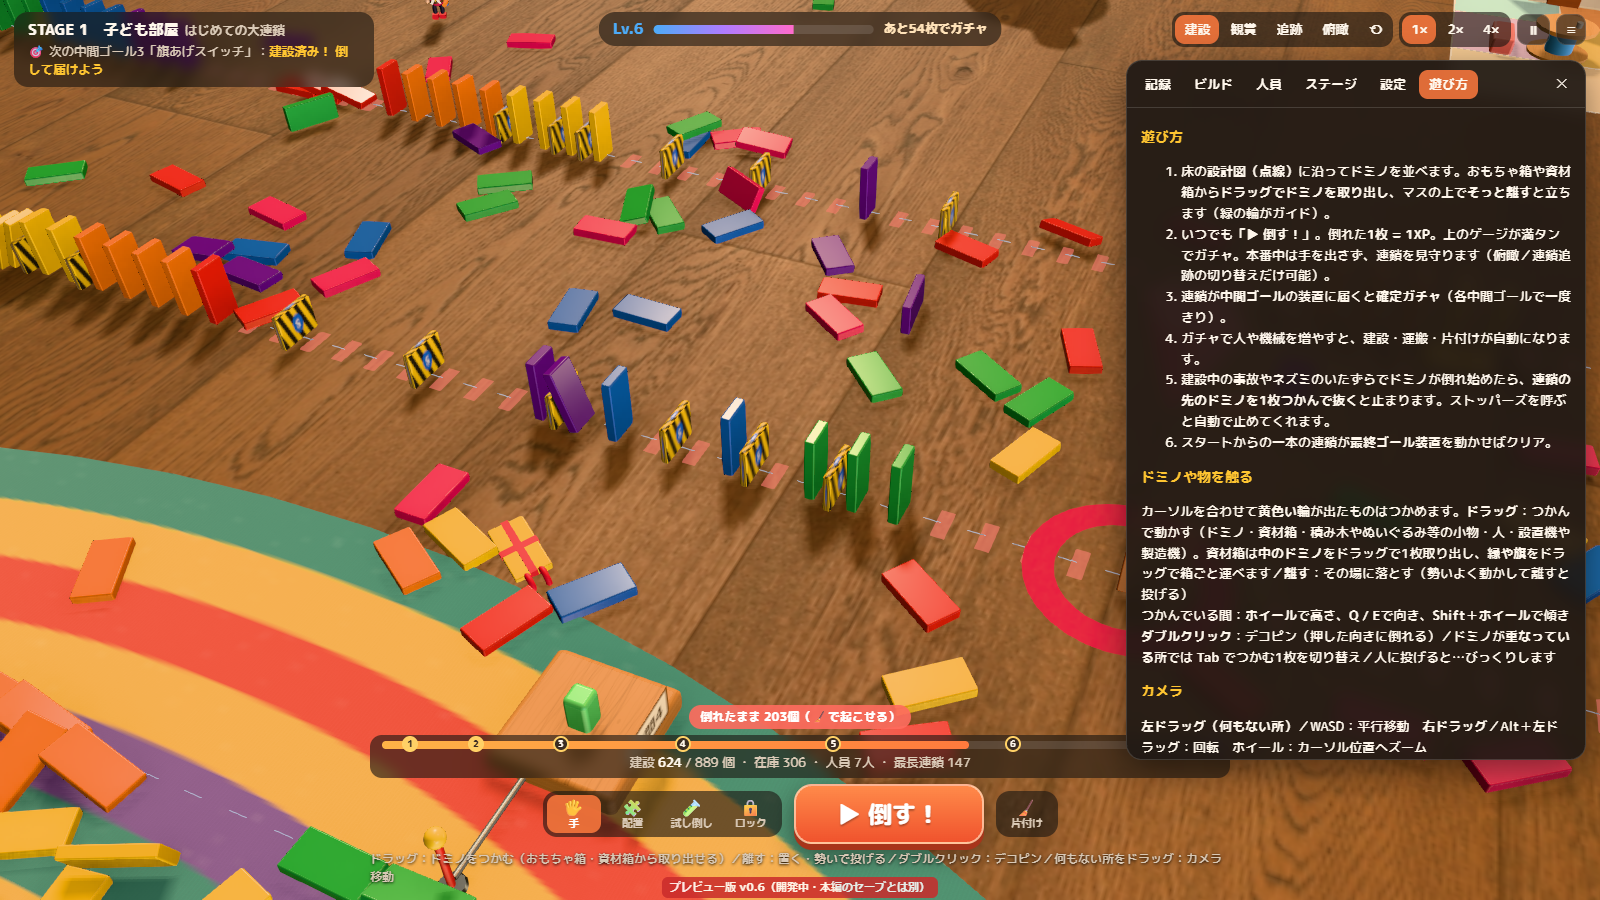 STAGE 1 子ども部屋 はじめての大連鎖
次の中間ゴール3「旗あげスイッチ」：建設済み！ 倒
して届けよう
Lv.6 あと54枚でガチャ
建設 観賞 追跡 俯瞰 1× 2× 4×
記録 ビルド 人員 ステージ 設定 遊び方 ×
遊び方
1. 床の設計図（点線）に沿ってドミノを並べます。おもちゃ箱や資材
箱からドラッグでドミノを取り出し、マスの上でそっと離すと立ち
ます（緑の輪がガイド）。
2. いつでも「▶ 倒す！」。倒れた1枚 = 1XP。上のゲージが満タン
でガチャ。本番中は手を出さず、連鎖を見守ります（俯瞰／連鎖追
跡の切り替えだけ可能）。
3. 連鎖が中間ゴールの装置に届くと確定ガチャ（各中間ゴールで一度
きり）。
4. ガチャで人や機械を増やすと、建設・運搬・片付けが自動になりま
す。
5. 建設中の事故やネズミのいたずらでドミノが倒れ始めたら、連鎖の
先のドミノを1枚つかんで抜くと止まります。ストッパーズを呼ぶ
と自動で止めてくれます。
6. スタートからの一本の連鎖が最終ゴール装置を動かせばクリア。
ドミノや物を触る
カーソルを合わせて黄色い輪が出たものはつかめます。ドラッグ：つかん
で動かす（ドミノ・資材箱・積み木やぬいぐるみ等の小物・人・設置機や
製造機）。資材箱は中のドミノをドラッグで1枚取り出し、縁や旗をドラ
ッグで箱ごと運べます／離す：その場に落とす（勢いよく動かして離すと
投げる）
つかんでいる間：ホイールで高さ、Q / Eで向き、Shift＋ホイールで傾き
ダブルクリック：デコピン（押した向きに倒れる）／ドミノが重なってい
る所では Tab でつかむ1枚を切り替え／人に投げると…びっくりします
カメラ
左ドラッグ（何もない所）／WASD：平行移動 右ドラッグ／Alt＋左ド
ラッグ：回転 ホイール：カーソル位置へズーム
倒れたまま 203個（ で起こせる）
1 2 3 4 5 6
建設 624 / 889 個 ・ 在庫 306 ・ 人員 7人 ・ 最長連鎖 147
手 配置 試し倒し ロック ▶ 倒す！ 片付け
ドラッグ：ドミノをつかむ（おもちゃ箱・資材箱から取り出せる）／離す：置く・勢いで投げる／ダブルクリック：デコピン／何もない所をドラッグ：カメラ
移動
プレビュー版 v0.6（開発中・本編のセーブとは別）